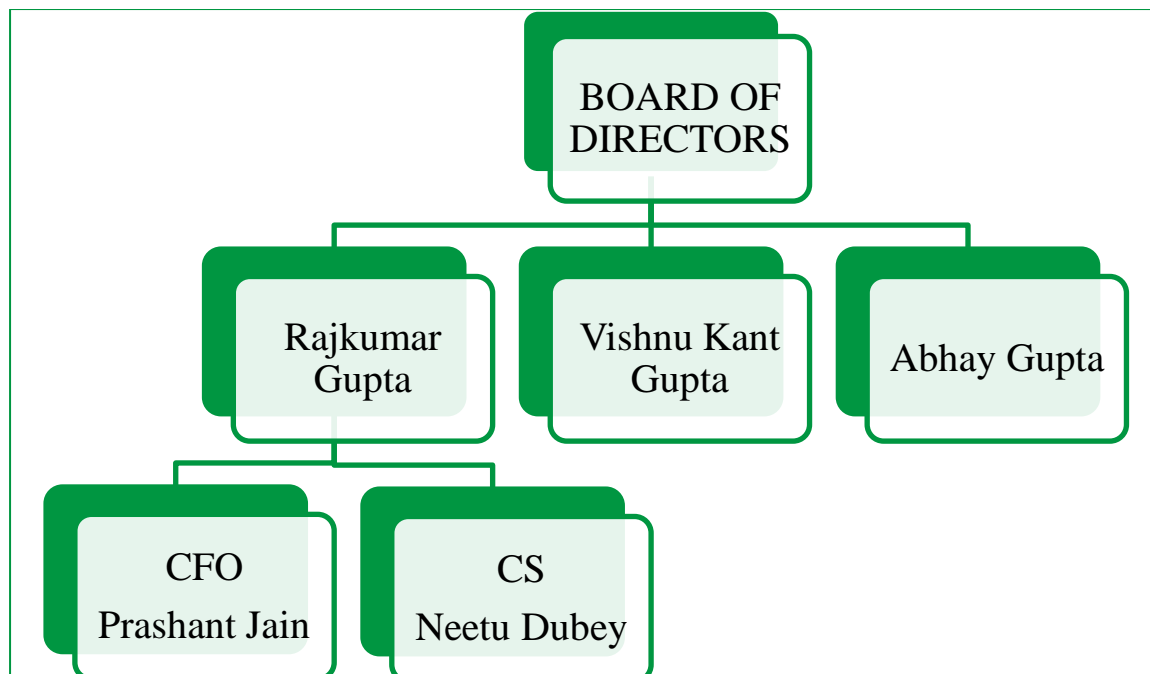 BOARD OF
DIRECTORS
Rajkumar
Gupta
Vishnu Kant
Gupta
Abhay Gupta
CFO
Prashant Jain
CS
Neetu Dubey